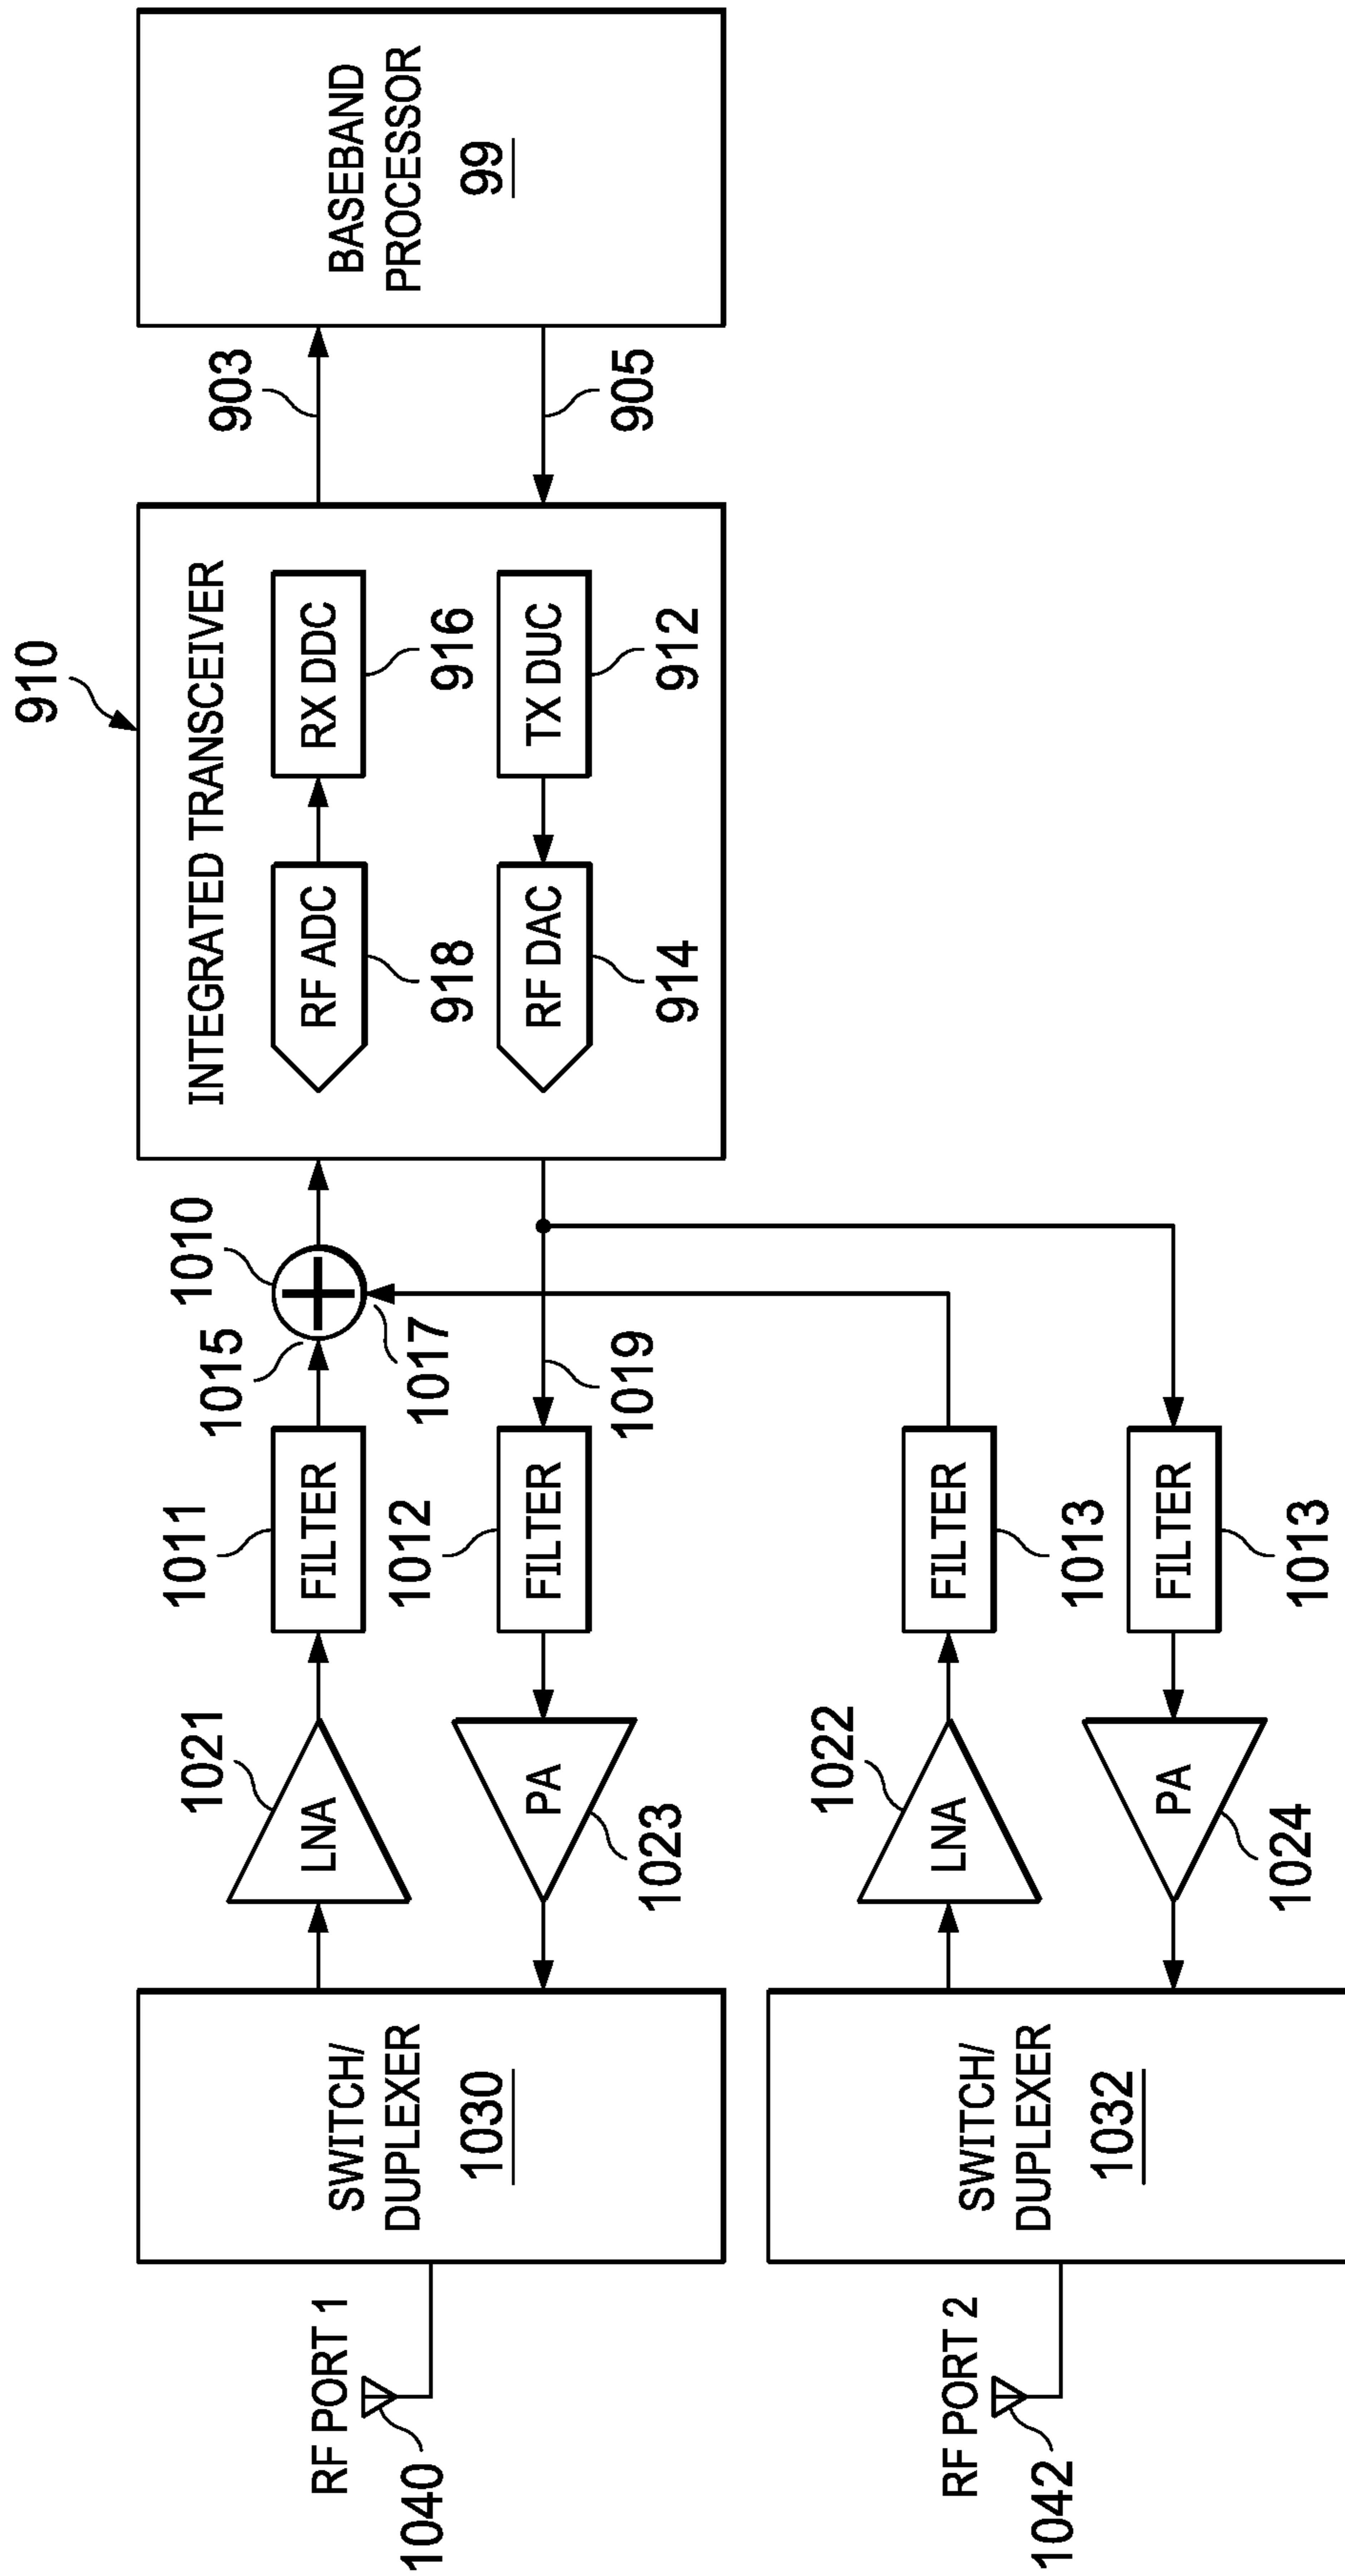 RF PORT 1
1040
SWITCH/
DUPLEXER
1030
LNA
1021
FILTER
1011
1015
1010
1017
PA
1023
FILTER
1012
1019
910
INTEGRATED TRANSCEIVER
RF ADC
918
RX DDC
916
RF DAC
914
TX DUC
912
903
905
BASEBAND
PROCESSOR
99
RF PORT 2
1042
SWITCH/
DUPLEXER
1032
LNA
1022
FILTER
1013
PA
1024
FILTER
1013